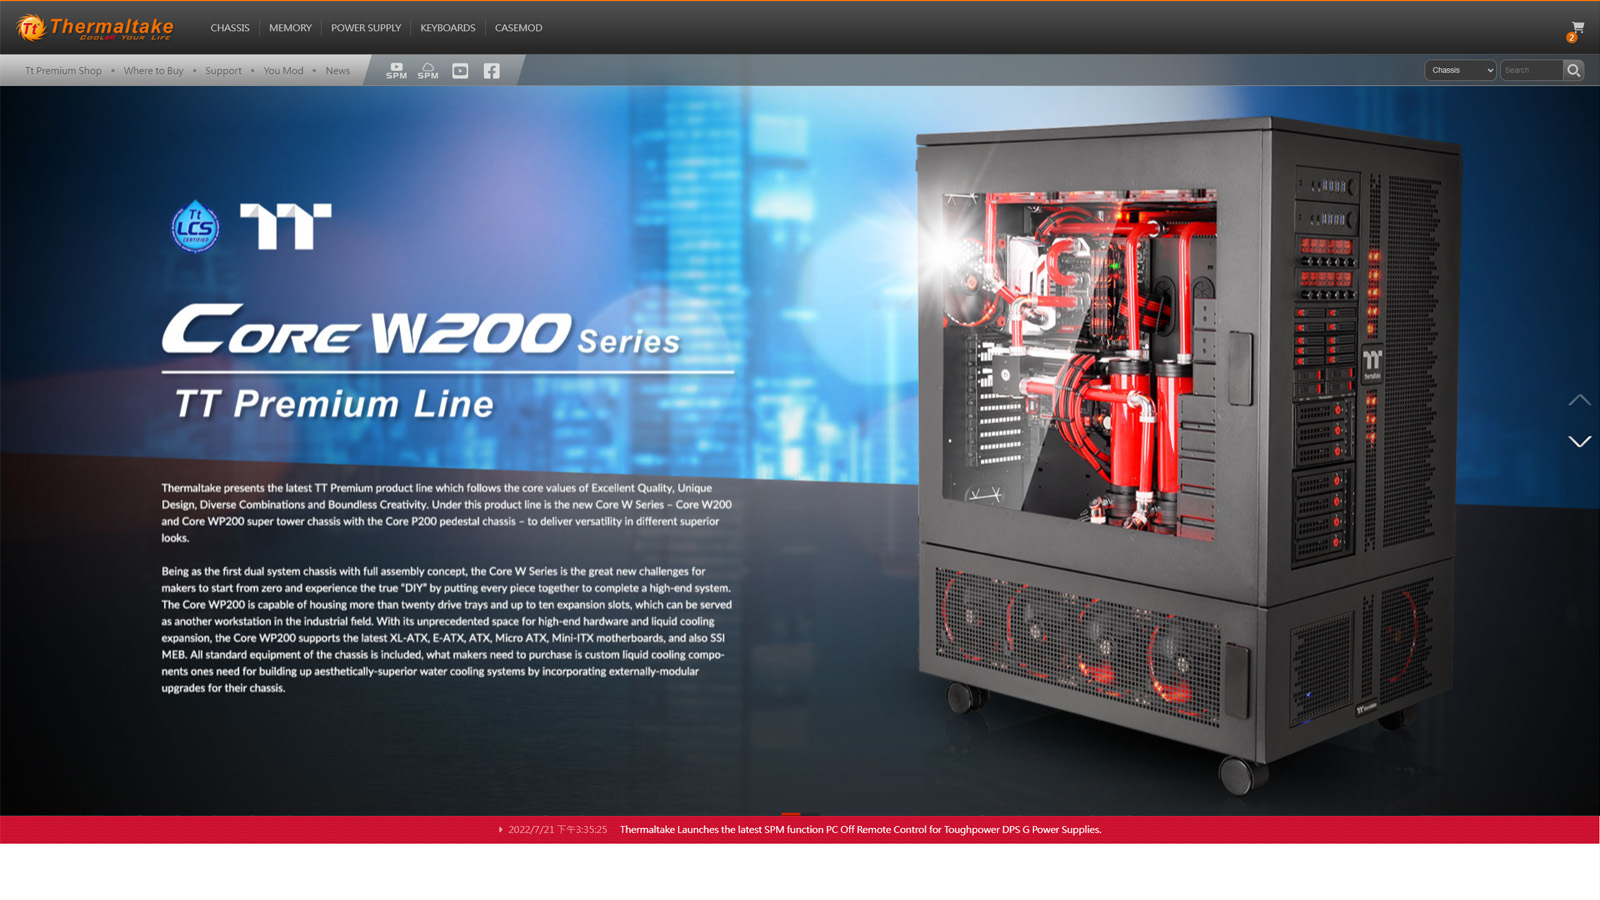 Tt Thermaltake
COOL all YOUR LIFE
CHASSIS
MEMORY
POWER SUPPLY
KEYBOARDS
CASEMOD
2
Tt Premium Shop • Where to Buy • Support • You Mod • News
SPM
SPM
Chassis
Search
Tt
LCS
CERTIFIED
TT
CORE W200 Series
TT Premium Line
Thermaltake presents the latest TT Premium product line which follows the core values of Excellent Quality, Unique
Design, Diverse Combinations and Boundless Creativity. Under this product line is the new Core W Series – Core W200
and Core WP200 super tower chassis with the Core P200 pedestal chassis – to deliver versatility in different superior
looks.
Being as the first dual system chassis with full assembly concept, the Core W Series is the great new challenges for
makers to start from zero and experience the true “DIY” by putting every piece together to complete a high-end system.
The Core WP200 is capable of housing more than twenty drive trays and up to ten expansion slots, which can be served
as another workstation in the industrial field. With its unprecedented space for high-end hardware and liquid cooling
expansion, the Core WP200 supports the latest XL-ATX, E-ATX, ATX, Micro ATX, Mini-ITX motherboards, and also SSI
MEB. All standard equipment of the chassis is included, what makers need to purchase is custom liquid cooling compo-
nents ones need for building up aesthetically-superior water cooling systems by incorporating externally-modular
upgrades for their chassis.
Thermaltake
2022/7/21 下午3:35:25 Thermaltake Launches the latest SPM function PC Off Remote Control for Toughpower DPS G Power Supplies.